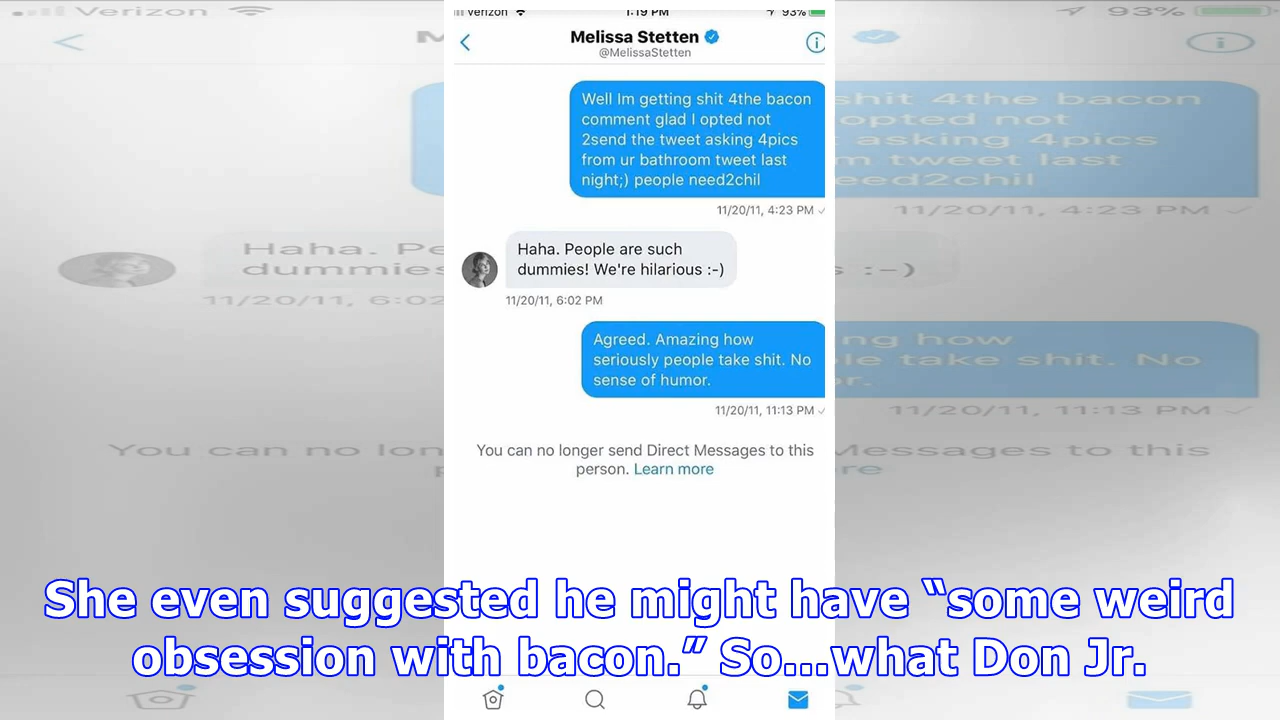 Verizon 1:19 PM 93%
Melissa Stetten
@MelissaStetten
Well Im getting shit 4the bacon
comment glad I opted not
2send the tweet asking 4pics
from ur bathroom tweet last
night;) people need2chil
11/20/11, 4:23 PM
Haha. People are such
dummies! We're hilarious :-)
11/20/11, 6:02 PM
Agreed. Amazing how
seriously people take shit. No
sense of humor.
11/20/11, 11:13 PM
You can no longer send Direct Messages to this
person. Learn more
She even suggested he might have “some weird
obsession with bacon.” So...what Don Jr.